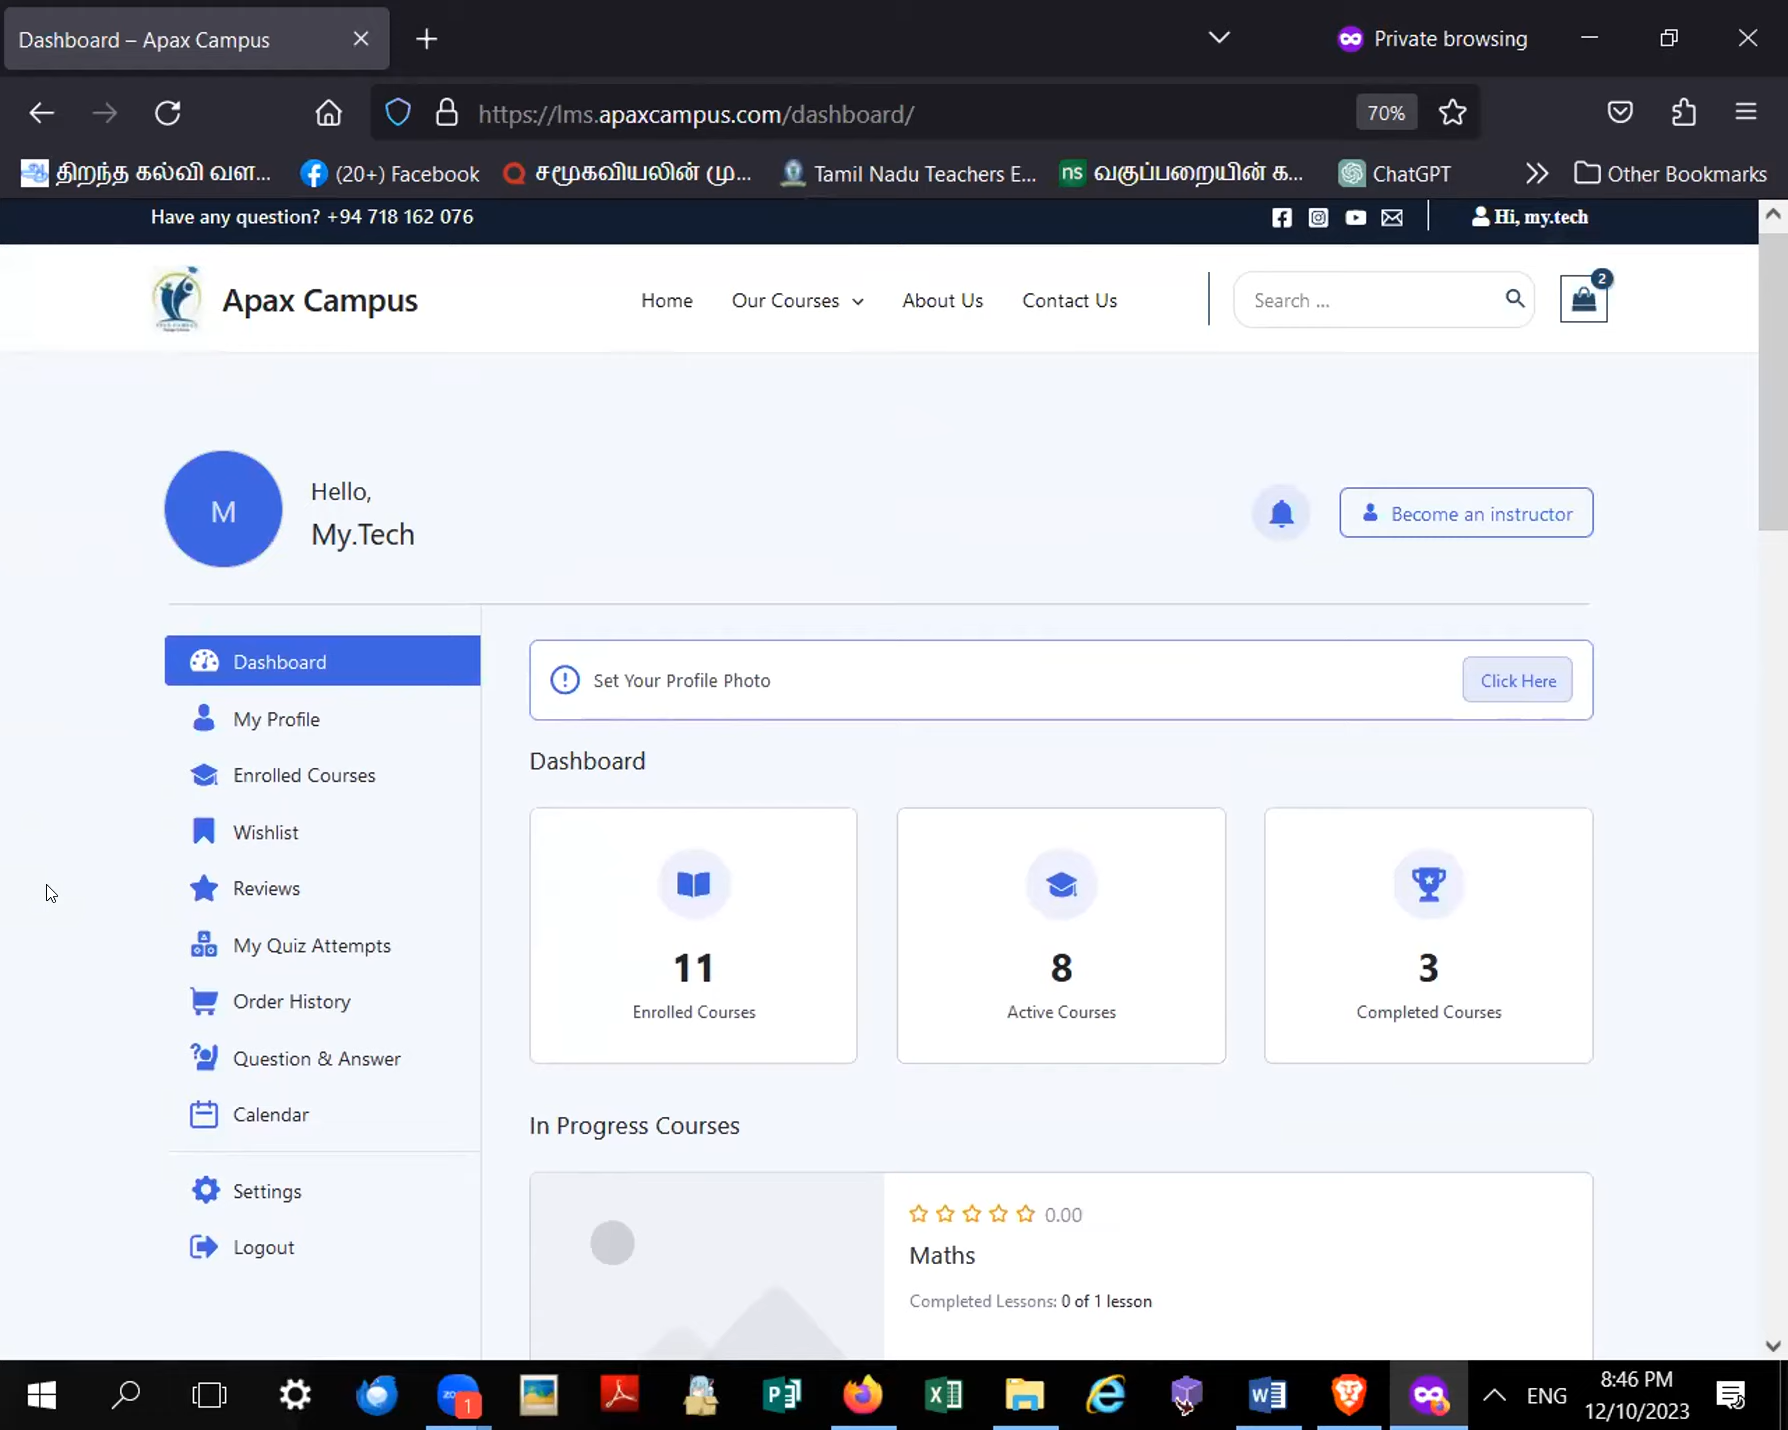 Dashboard – Apax Campus
Private browsing
https://lms.apaxcampus.com/dashboard/
70%
திறந்த கல்வி வள...
(20+) Facebook
சமூகவியலின் மு...
Tamil Nadu Teachers E...
ns
வகுப்பறையின் க...
ChatGPT
Other Bookmarks
Have any question? +94 718 162 076
Hi, my.tech
Apax Campus
Home
Our Courses
About Us
Contact Us
Search ...
2
M
Hello,
My.Tech
Become an instructor
Dashboard
My Profile
Enrolled Courses
Wishlist
Reviews
My Quiz Attempts
Order History
Question & Answer
Calendar
Settings
Logout
Set Your Profile Photo
Click Here
Dashboard
11
Enrolled Courses
8
Active Courses
3
Completed Courses
In Progress Courses
0.00
Maths
Completed Lessons: 0 of 1 lesson
1
ENG
8:46 PM
12/10/2023